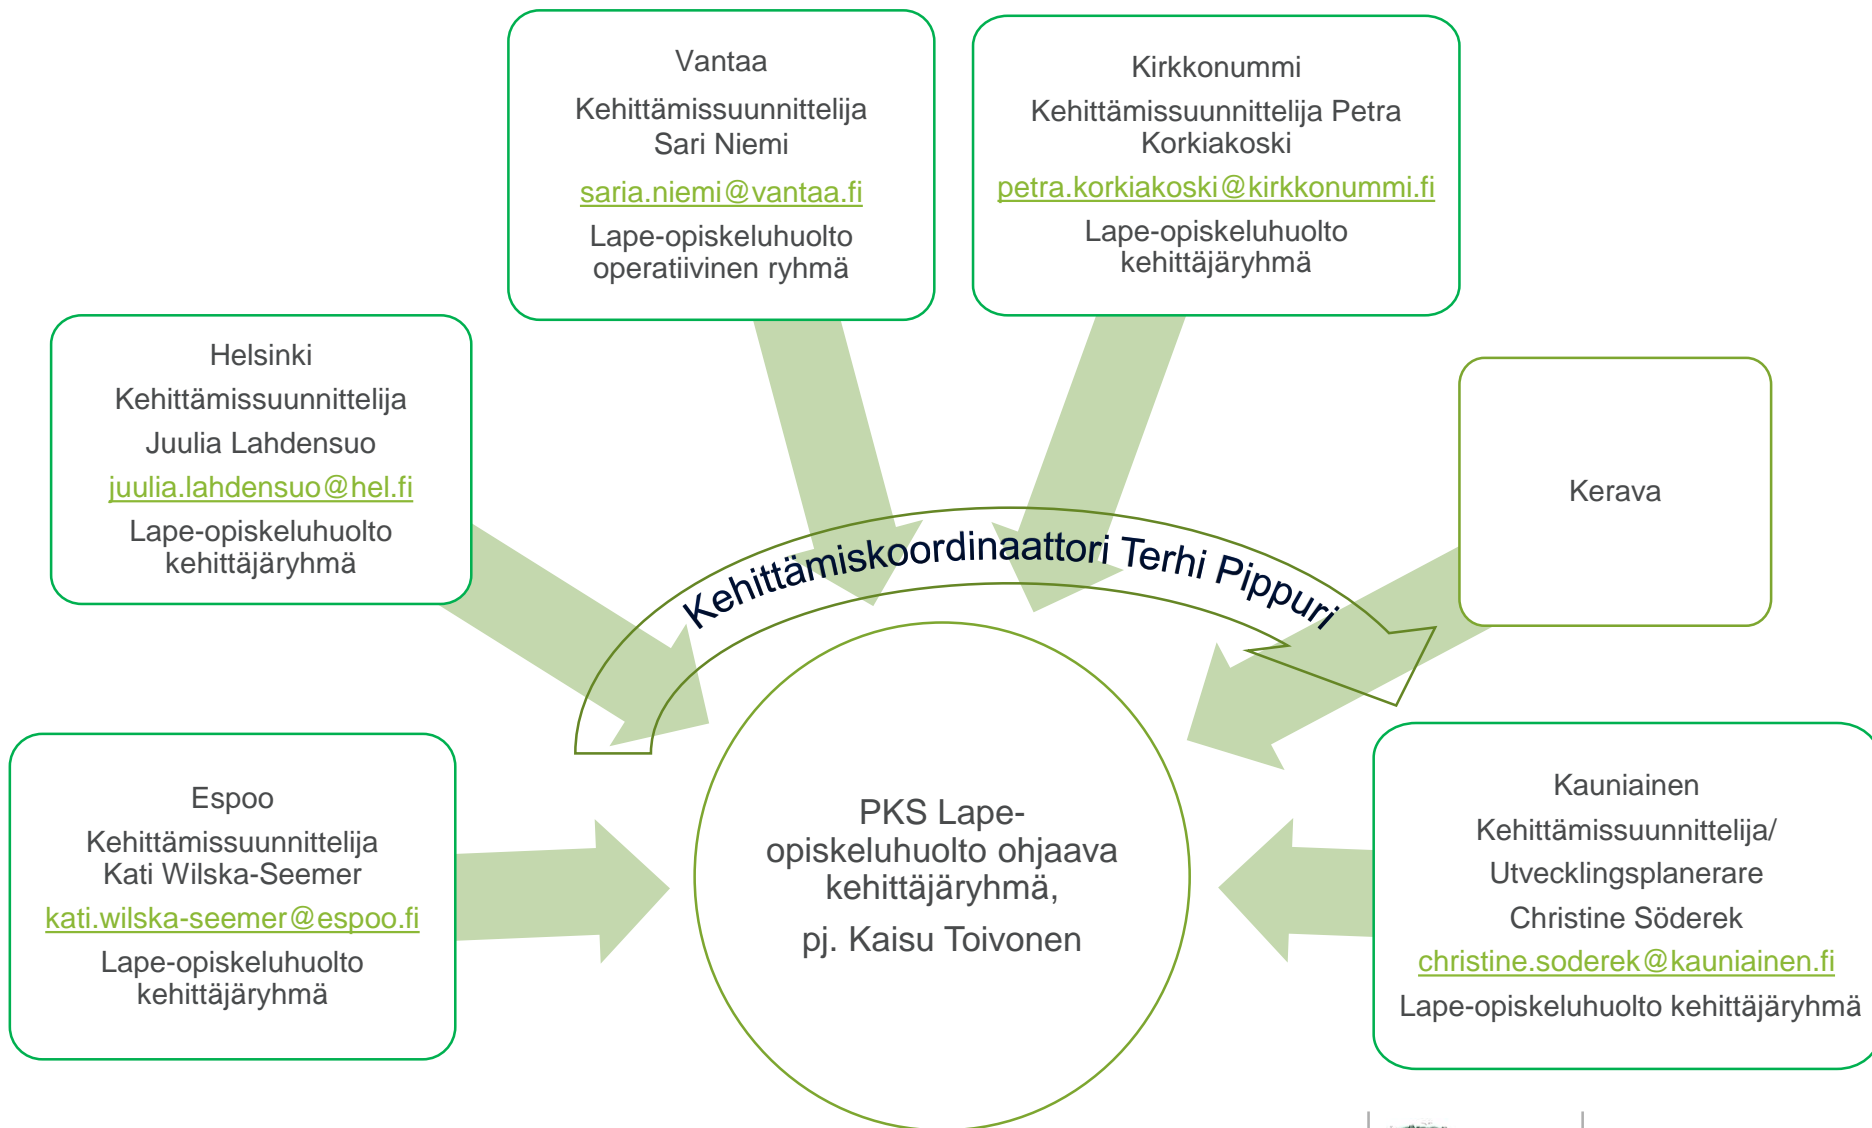 Vantaa
Kehittämissuunnittelija
Sari Niemi
saria.niemi@vantaa.fi
Lape-opiskeluhuolto
operatiivinen ryhmä
Kirkkonummi
Kehittämissuunnittelija Petra
Korkiakoski
petra.korkiakoski@kirkkonummi.fi
Lape-opiskeluhuolto
kehittäjäryhmä
Helsinki
Kehittämissuunnittelija
Juulia Lahdensuo
juulia.lahdensuo@hel.fi
Lape-opiskeluhuolto
kehittäjäryhmä
Kerava
Kehittämiskoordinaattori Terhi Pippuri
Espoo
Kehittämissuunnittelija
Kati Wilska-Seemer
kati.wilska-seemer@espoo.fi
Lape-opiskeluhuolto
kehittäjäryhmä
PKS Lape-
opiskeluhuolto ohjaava
kehittäjäryhmä,
pj. Kaisu Toivonen
Kauniainen
Kehittämissuunnittelija/
Utvecklingsplanerare
Christine Söderek
christine.soderek@kauniainen.fi
Lape-opiskeluhuolto kehittäjäryhmä